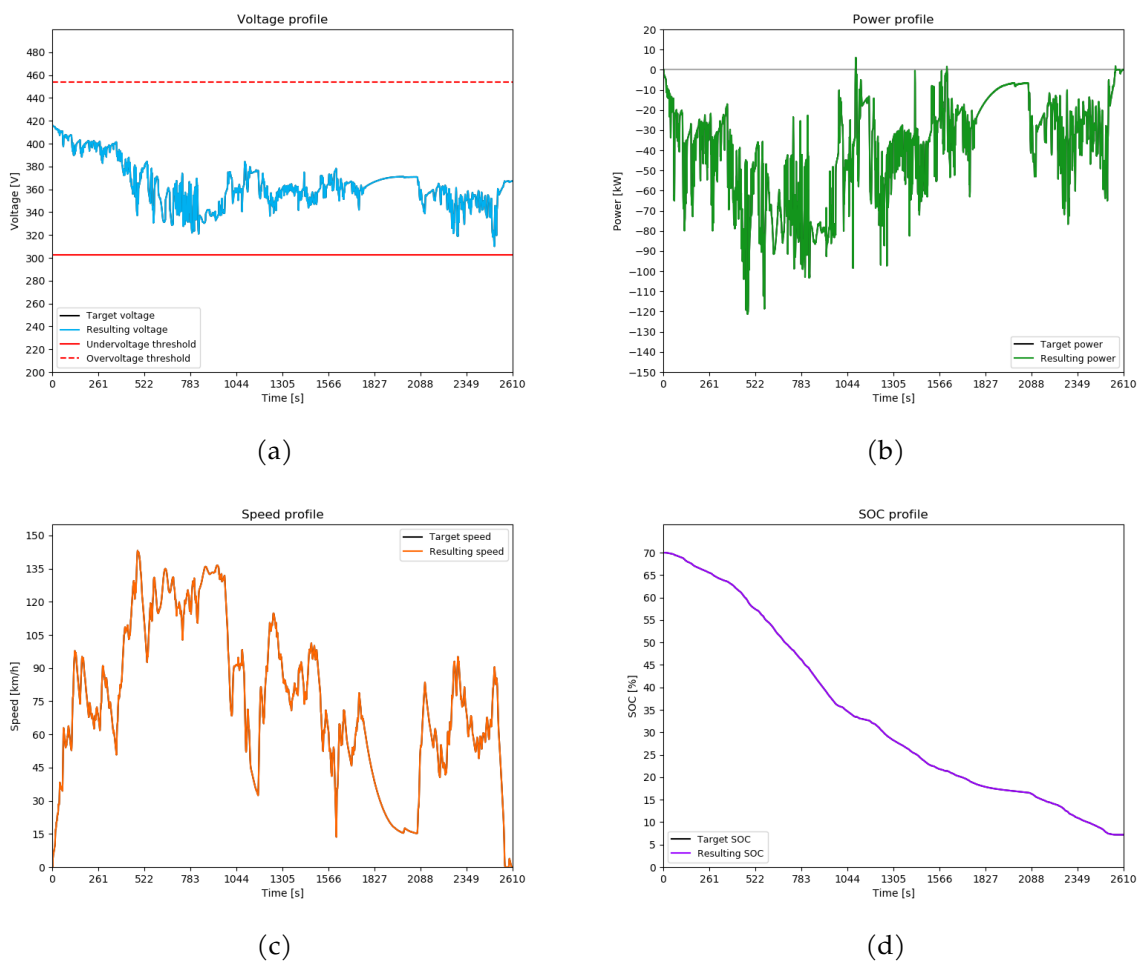 Voltage profile
480
460
440
420
400
380
360
340
320
300
280
260
240
220
200
Voltage [V]
Target voltage
Resulting voltage
Undervoltage threshold
Overvoltage threshold
0 261 522 783 1044 1305 1566 1827 2088 2349 2610
Time [s]
(a)
Power profile
20
10
0
−10
−20
−30
−40
−50
−60
−70
−80
−90
−100
−110
−120
−130
−140
−150
Power [kW]
Target power
Resulting power
0 261 522 783 1044 1305 1566 1827 2088 2349 2610
Time [s]
(b)
Speed profile
150
135
120
105
90
75
60
45
30
15
0
Speed [km/h]
Target speed
Resulting speed
0 261 522 783 1044 1305 1566 1827 2088 2349 2610
Time [s]
(c)
SOC profile
70
65
60
55
50
45
40
35
30
25
20
15
10
5
0
SOC [%]
Target SOC
Resulting SOC
0 261 522 783 1044 1305 1566 1827 2088 2349 2610
Time [s]
(d)